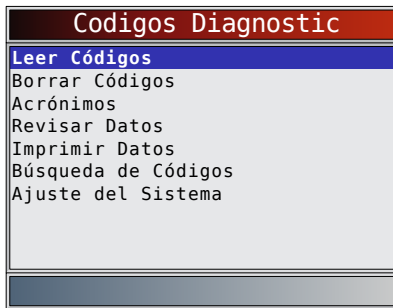 Codigos Diagnostic
Leer Códigos
Borrar Códigos
Acrónimos
Revisar Datos
Imprimir Datos
Búsqueda de Códigos
Ajuste del Sistema